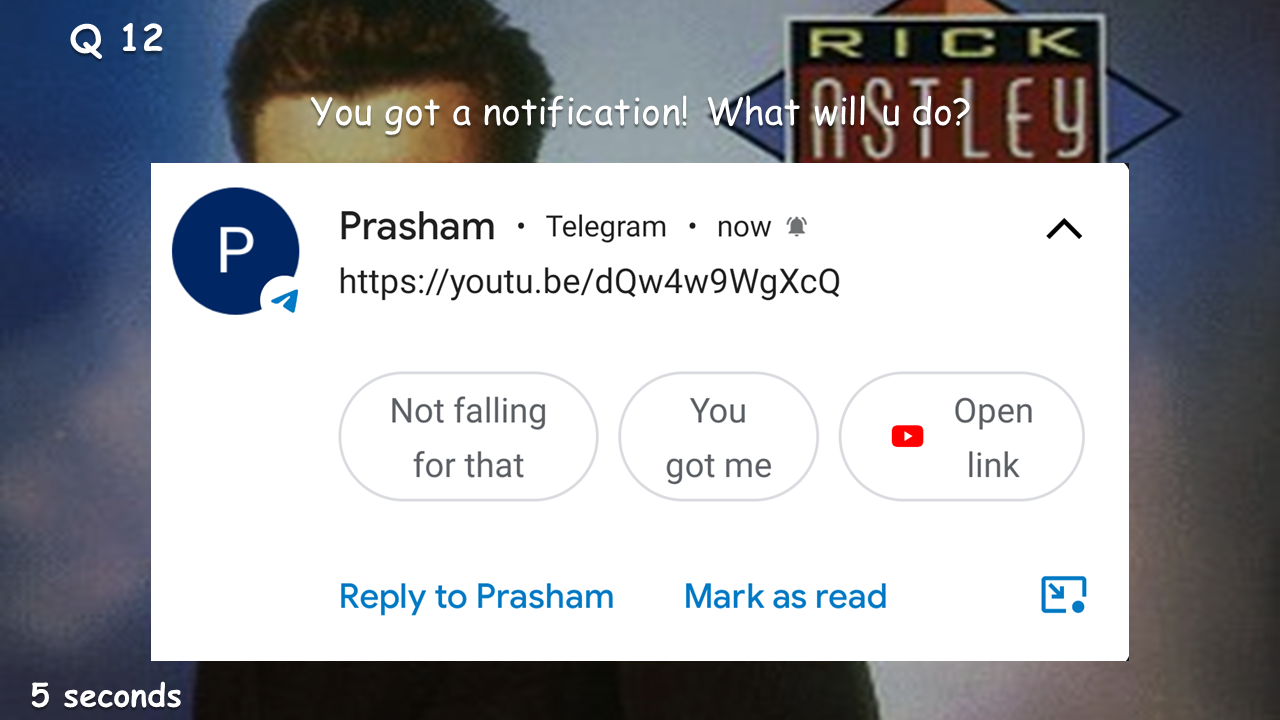 Q 12
RICK
ASTLEY
You got a notification! What will u do?
P
Prasham • Telegram • now
https://youtu.be/dQw4w9WgXcQ
Not falling
for that
You
got me
Open
link
Reply to Prasham
Mark as read
5 seconds